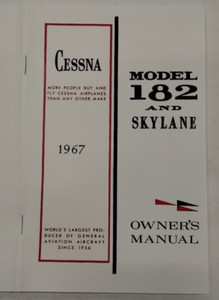 CESSNA
MORE PEOPLE BUY AND
FLY CESSNA AIRPLANES
THAN ANY OTHER MAKE
1967
WORLD'S LARGEST PRO-
DUCER OF GENERAL
AVIATION AIRCRAFT
SINCE 1956
MODEL
182
AND
SKYLANE
OWNER'S
MANUAL